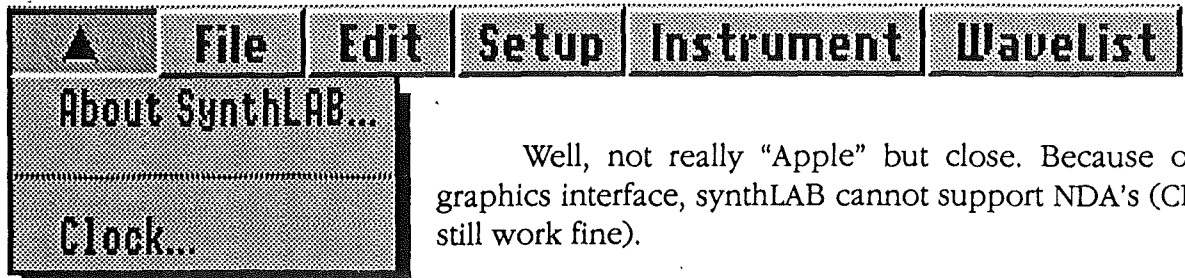 File Edit Setup Instrument WaveList
About SynthLAB...
Clock...
Well, not really “Apple” but close. Because o
graphics interface, synthLAB cannot support NDA's (C
still work fine).